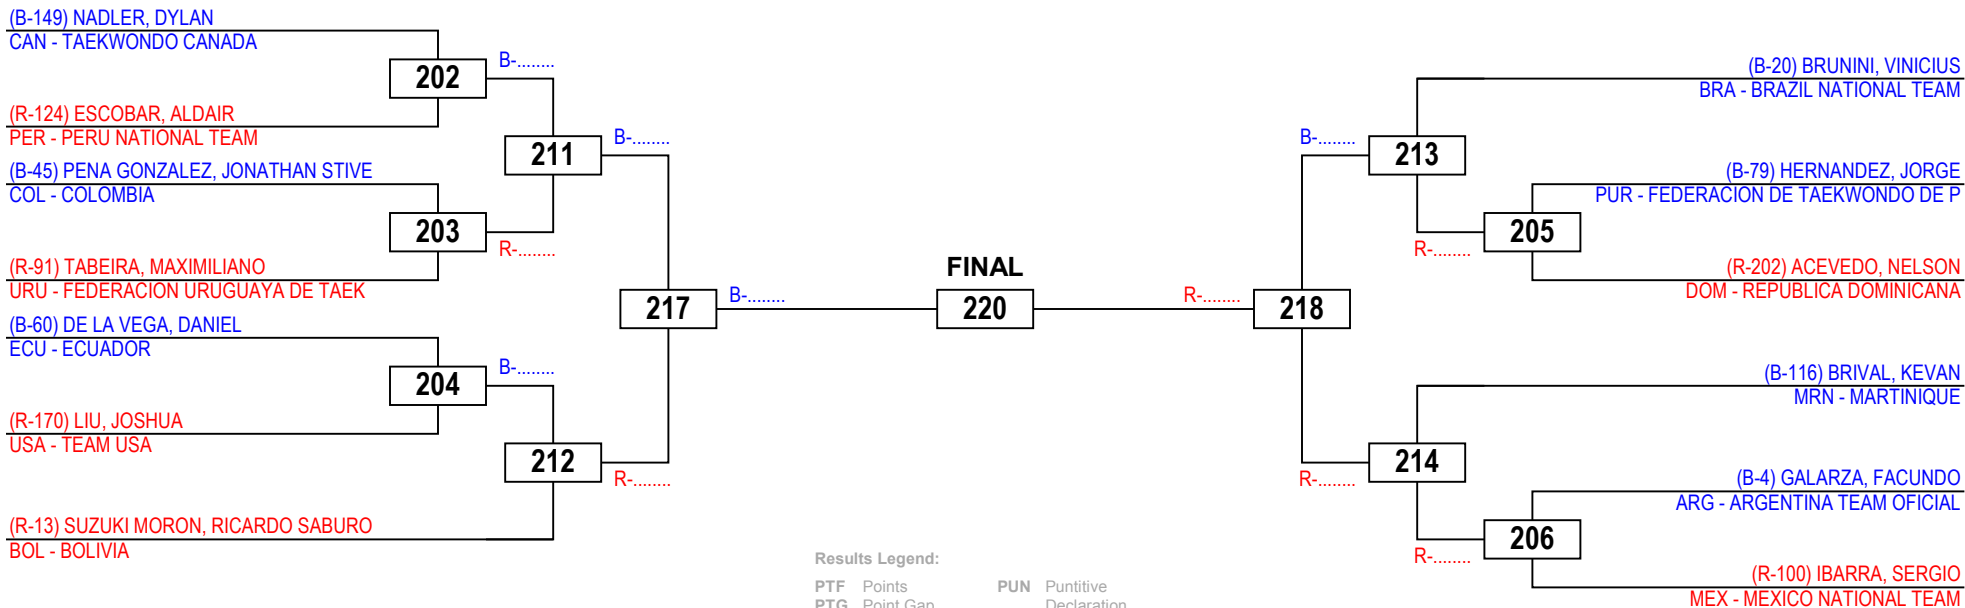 (B-149) NADLER, DYLAN
CAN - TAEKWONDO CANADA
202
B-........
(R-124) ESCOBAR, ALDAIR
PER - PERU NATIONAL TEAM
211
B-........
(B-45) PENA GONZALEZ, JONATHAN STIVE
COL - COLOMBIA
203
R-........
(R-91) TABEIRA, MAXIMILIANO
URU - FEDERACION URUGUAYA DE TAEK
217
B-........
(B-60) DE LA VEGA, DANIEL
ECU - ECUADOR
204
B-........
(R-170) LIU, JOSHUA
USA - TEAM USA
212
R-........
(R-13) SUZUKI MORON, RICARDO SABURO
BOL - BOLIVIA
FINAL
220
R-........
218
(B-20) BRUNINI, VINICIUS
BRA - BRAZIL NATIONAL TEAM
B-........
213
(B-79) HERNANDEZ, JORGE
PUR - FEDERACION DE TAEKWONDO DE P
205
R-........
(R-202) ACEVEDO, NELSON
DOM - REPUBLICA DOMINICANA
(B-116) BRIVAL, KEVAN
MRN - MARTINIQUE
214
R-........
(B-4) GALARZA, FACUNDO
ARG - ARGENTINA TEAM OFICIAL
206
R-........
(R-100) IBARRA, SERGIO
MEX - MEXICO NATIONAL TEAM
Results Legend:
PTF Points PUN Puntitive
PTG Point Gap Declaration